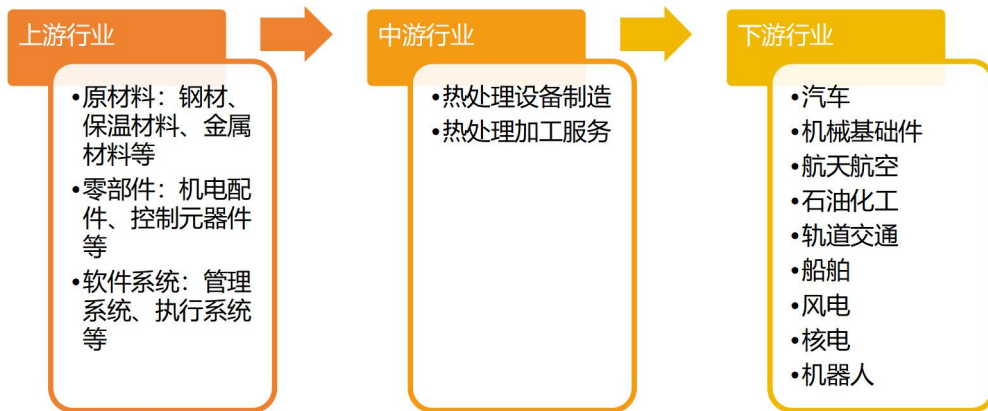 上游行业
•原材料：钢材、
保温材料、金属
材料等
•零部件：机电配
件、控制元器件
等
•软件系统：管理
系统、执行系统
等
中游行业
•热处理设备制造
•热处理加工服务
下游行业
•汽车
•机械基础件
•航天航空
•石油化工
•轨道交通
•船舶
•风电
•核电
•机器人